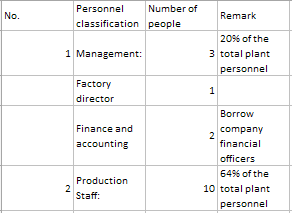 No.
Personnel
classification
Number of
people
Remark
1
Management:
3
20% of the
total plant
personnel
Factory
director
1
Finance and
accounting
2
Borrow
company
financial
officers
2
Production
Staff:
10
64% of the
total plant
personnel